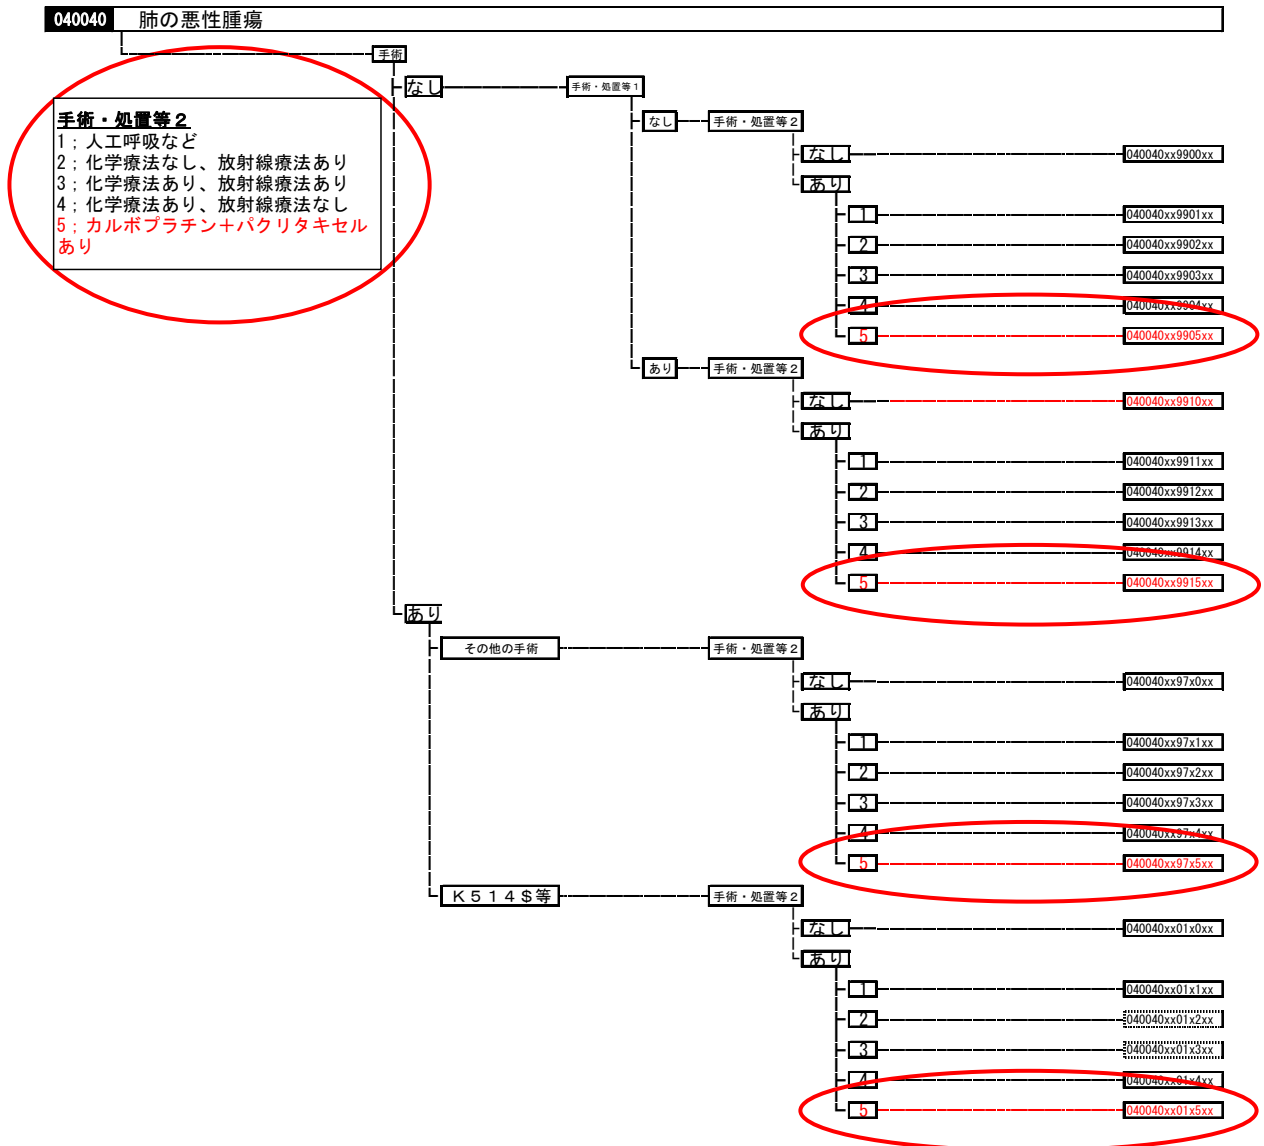 040040 肺の悪性腫瘍
手術
なし 手術・処置等1
手術・処置等2
1；人工呼吸など
2；化学療法なし、放射線療法あり
3；化学療法あり、放射線療法あり
4；化学療法あり、放射線療法なし
5；カルボプラチン＋パクリタキセル
あり
なし 手術・処置等2
なし 040040xx9900xx
あり
1 040040xx9901xx
2 040040xx9902xx
3 040040xx9903xx
4 040040xx9904xx
5 040040xx9905xx
あり 手術・処置等2
なし 040040xx9910xx
あり
1 040040xx9911xx
2 040040xx9912xx
3 040040xx9913xx
4 040040xx9914xx
5 040040xx9915xx
あり
その他の手術 手術・処置等2
なし 040040xx97x0xx
あり
1 040040xx97x1xx
2 040040xx97x2xx
3 040040xx97x3xx
4 040040xx97x4xx
5 040040xx97x5xx
K514$等 手術・処置等2
なし 040040xx01x0xx
あり
1 040040xx01x1xx
2 040040xx01x2xx
3 040040xx01x3xx
4 040040xx01x4xx
5 040040xx01x5xx